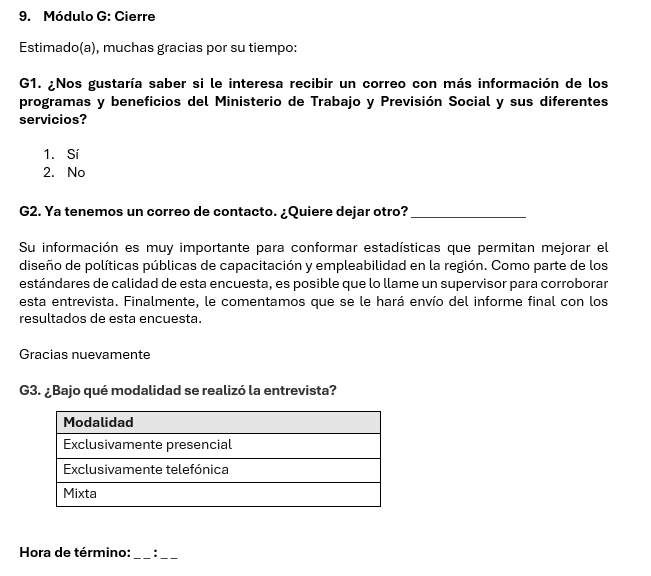 9. Módulo G: Cierre
Estimado(a), muchas gracias por su tiempo:
G1. ¿Nos gustaría saber si le interesa recibir un correo con más información de los
programas y beneficios del Ministerio de Trabajo y Previsión Social y sus diferentes
servicios?
1. Sí
2. No
G2. Ya tenemos un correo de contacto. ¿Quiere dejar otro? ________________
Su información es muy importante para conformar estadísticas que permitan mejorar el
diseño de políticas públicas de capacitación y empleabilidad en la región. Como parte de los
estándares de calidad de esta encuesta, es posible que lo llame un supervisor para corroborar
esta entrevista. Finalmente, le comentamos que se le hará envío del informe final con los
resultados de esta encuesta.
Gracias nuevamente
G3. ¿Bajo qué modalidad se realizó la entrevista?
Modalidad
Exclusivamente presencial
Exclusivamente telefónica
Mixta
Hora de término: _ _ : _ _